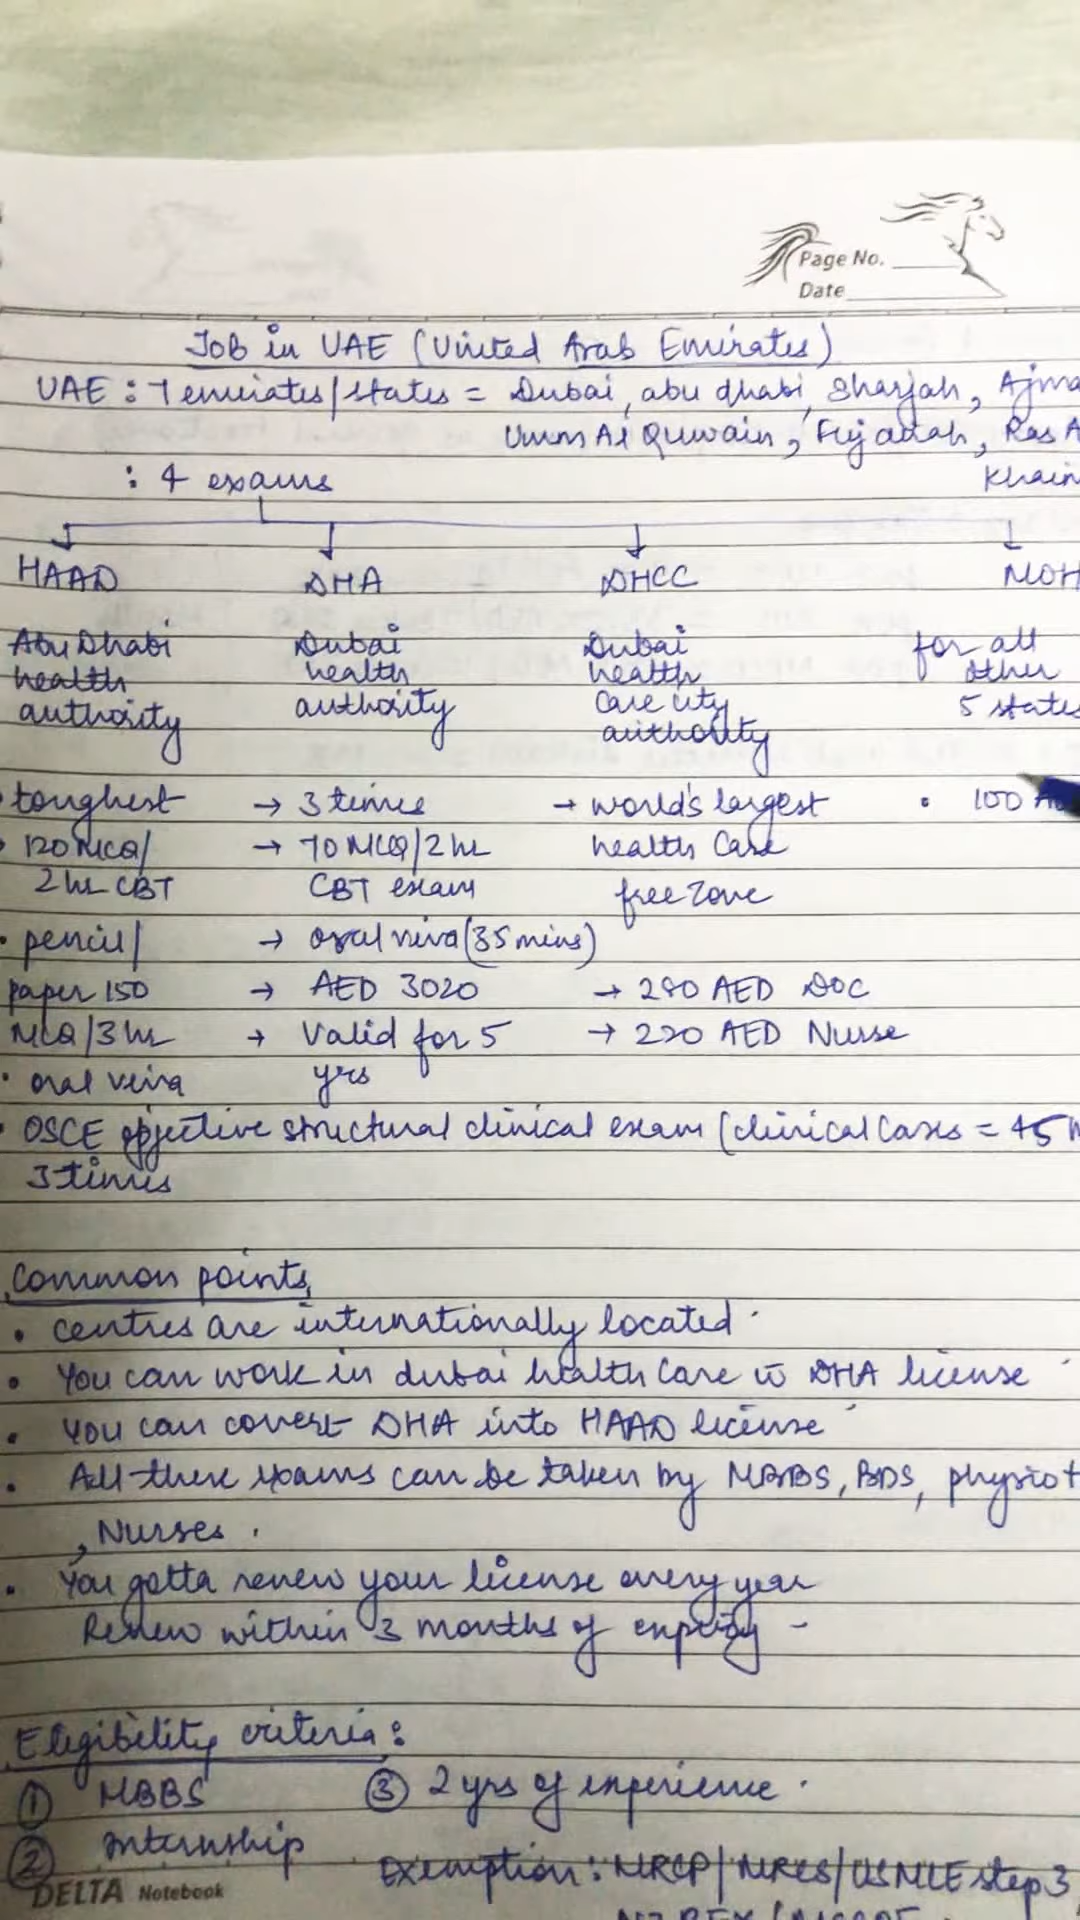 Page No.
Date
Job in UAE (United Arab Emirates)
UAE : 7 emirates/states = Dubai, abu dhabi, Sharjah, Ajma
Umm Al Quwain, Fujairah, Ras A
Khaim
: 4 exams
HAAD DHA DHCC MOH
Abu Dhabi Dubai Dubai for all
health health health other
authority authority Care city 5 states
authority
toughest → 3 times → world's largest • 100
120 MCQ/ → 70 MCQ/2 hr health Care
2 hr CBT CBT exam free zone
• pencil/ → oral viva (35 mins)
paper 150 → AED 3020 → 280 AED DOC
MCQ/3 hr → Valid for 5 → 220 AED Nurse
• oral viva yrs
• OSCE objective structural clinical exam (clinical Cases = 45
3 times
Common points
• centres are internationally located
• You can work in dubai health Care w DHA license
• You can covert DHA into HAAD license
• All these exams can be taken by MBBS, BDS, physiot
, Nurses.
• You gotta renew your license every year
Renew within 3 months of expiry -
Eligibility criteria :
① MBBS ③ 2 yrs of experience.
② Internship
Exemption : MRCP/MRCS/USMLE step 3
DELTA Notebook